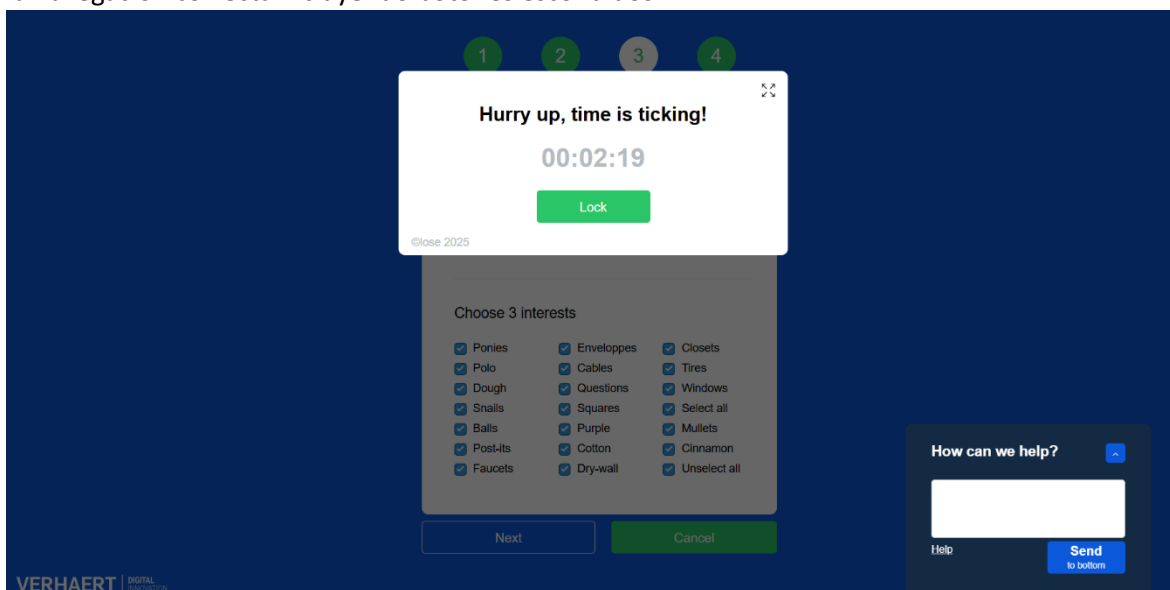 1 2 3 4
Hurry up, time is ticking!
00:02:19
Lock
©lose 2025
Choose 3 interests
Ponies Enveloppes Closets
Polo Cables Tires
Dough Questions Windows
Snails Squares Select all
Balls Purple Mullets
Post-its Cotton Cinnamon
Faucets Dry-wall Unselect all
Next Cancel
How can we help?
Help
Send
to bottom
VERHAERT DIGITAL
INNOVATION